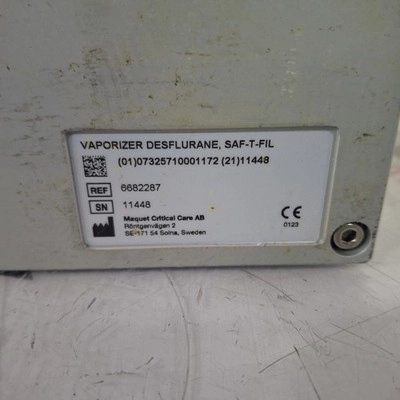 VAPORIZER DESFLURANE, SAF-T-FIL
(01)07325710001172 (21)11448
REF 6682287
SN 11448
Maquet Critical Care AB
Röntgenvägen 2
SE-171 54 Solna, Sweden
CE
0123